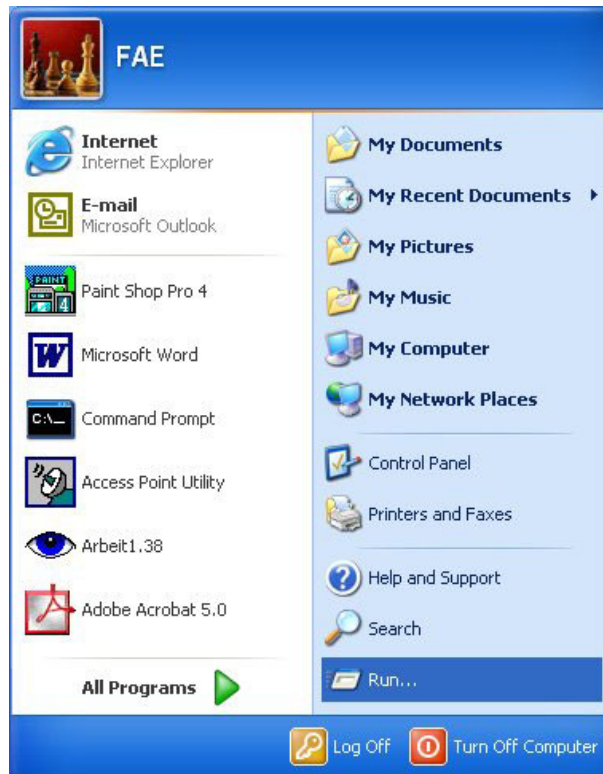 FAE
Internet
Internet Explorer
E-mail
Microsoft Outlook
PAINT
4
Paint Shop Pro 4
W
Microsoft Word
C:\_
Command Prompt
Access Point Utility
Arbeit1.38
Adobe Acrobat 5.0
All Programs
My Documents
My Recent Documents
My Pictures
My Music
My Computer
My Network Places
Control Panel
Printers and Faxes
Help and Support
Search
Run...
Log Off
Turn Off Computer